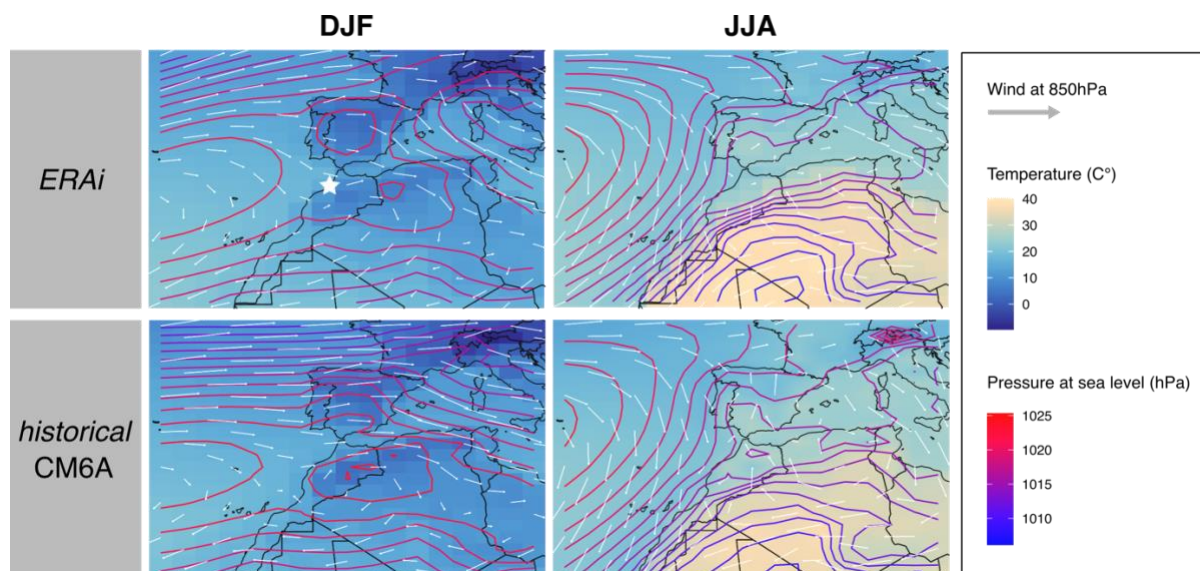 DJF
JJA
ERAi
historical
CM6A
Wind at 850hPa
Temperature (C°)
40
30
20
10
0
Pressure at sea level (hPa)
1025
1020
1015
1010